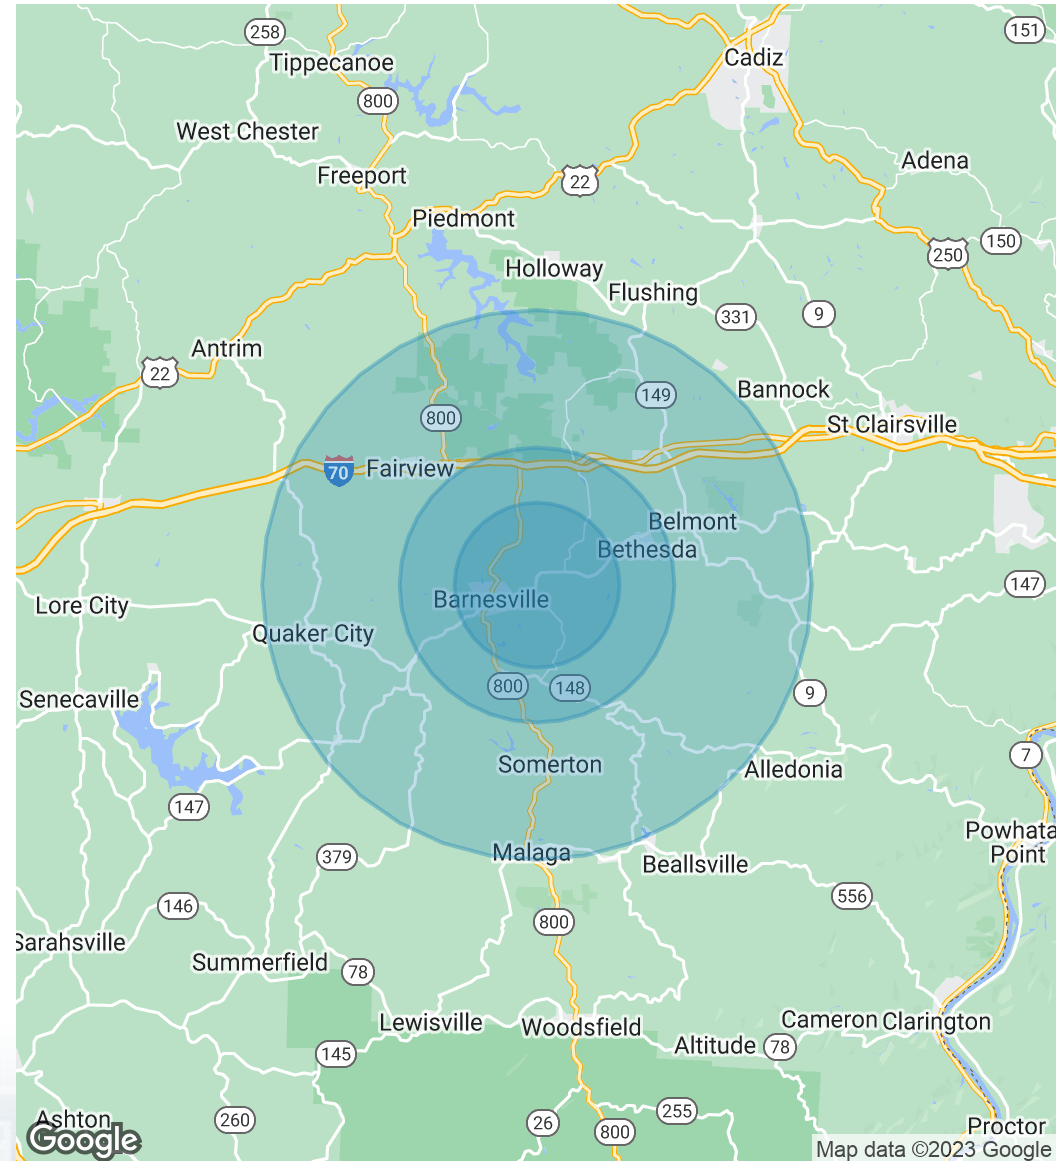 258
151
Tippecanoe
Cadiz
800
West Chester
Adena
Freeport
22
Piedmont
150
250
Holloway
Flushing
331
9
Antrim
22
Bannock
149
800
St Clairsville
Fairview
70
Belmont
Bethesda
147
Barnesville
Lore City
Quaker City
800
148
9
Senecaville
7
Somerton
Alledonia
147
Powhata
Point
Malaga
379
Beallsville
556
146
800
Sarahsville
Summerfield
78
Lewisville
Woodsfield
Cameron
Clarington
Altitude
78
145
255
Ashton
260
26
800
Proctor
Google
Map data ©2023 Google